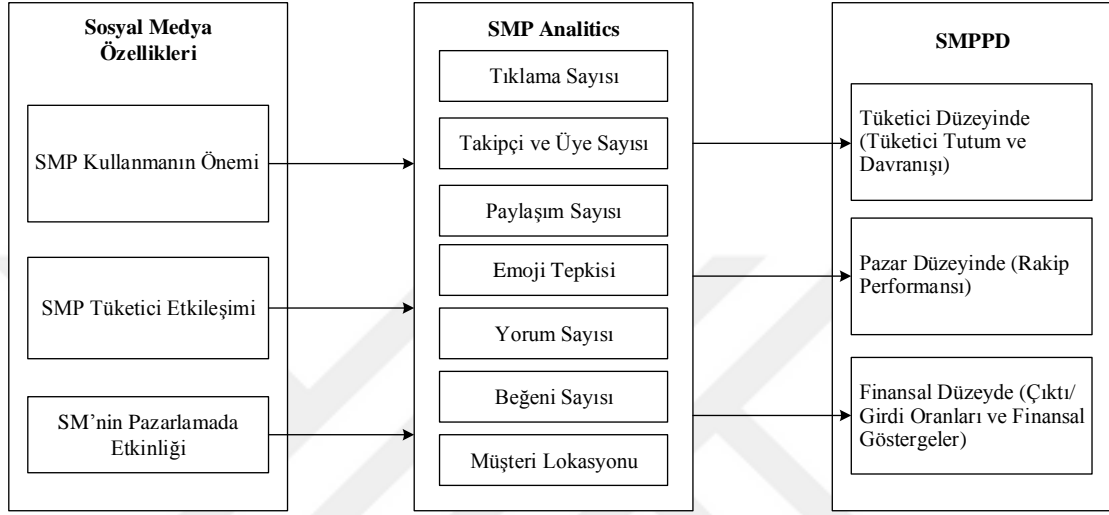 Sosyal Medya
Özellikleri
SMP Kullanmanın Önemi
SMP Tüketici Etkileşimi
SM’nin Pazarlamada
Etkinliği
SMP Analitics
Tıklama Sayısı
Takipçi ve Üye Sayısı
Paylaşım Sayısı
Emoji Tepkisi
Yorum Sayısı
Beğeni Sayısı
Müşteri Lokasyonu
SMPPD
Tüketici Düzeyinde
(Tüketici Tutum ve
Davranışı)
Pazar Düzeyinde (Rakip
Performansı)
Finansal Düzeyde (Çıktı/
Girdi Oranları ve Finansal
Göstergeler)